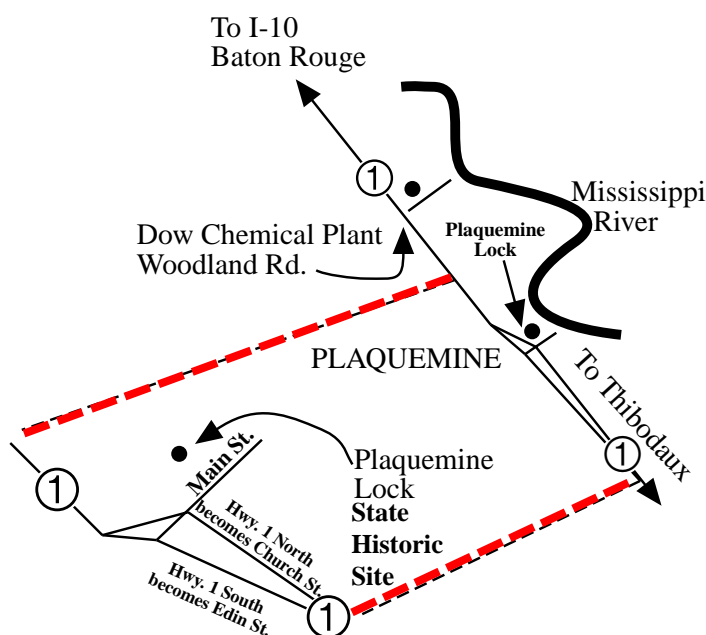 To I-10
Baton Rouge
1
Mississippi
River
Dow Chemical Plant
Woodland Rd.
Plaquemine
Lock
PLAQUEMINE
To Thibodaux
1
Main St.
Plaquemine
Lock
State
Historic
Site
1
Hwy. 1 North
becomes Church St.
Hwy. 1 South
becomes Edin St.
1